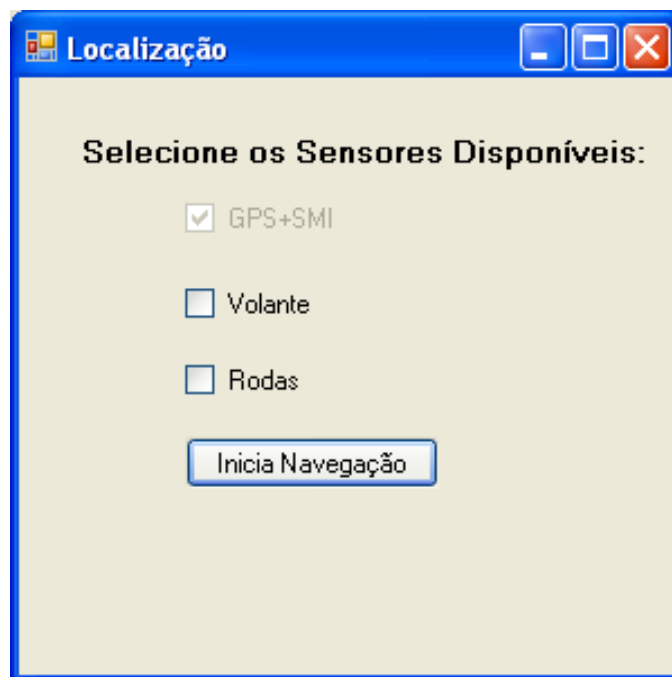 Localização
Selecione os Sensores Disponíveis:
GPS+SMI
Volante
Rodas
Inicia Navegação